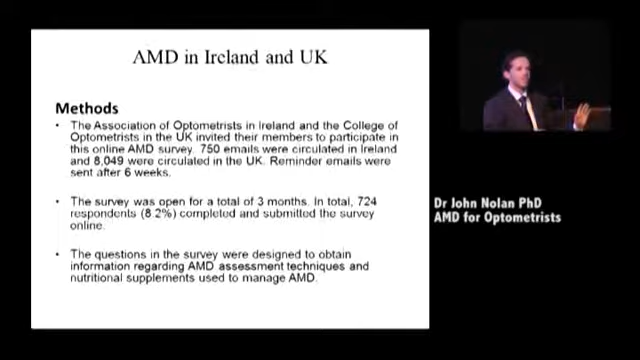 AMD in Ireland and UK
Methods
• The Association of Optometrists in Ireland and the College of
Optometrists in the UK invited their members to participate in
this online AMD survey. 750 emails were circulated in Ireland
and 8,049 were circulated in the UK. Reminder emails were
sent after 6 weeks.
• The survey was open for a total of 3 months. In total, 724
respondents (8.2%) completed and submitted the survey
online.
• The questions in the survey were designed to obtain
information regarding AMD assessment techniques and
nutritional supplements used to manage AMD.
Dr John Nolan PhD
AMD for Optometrists